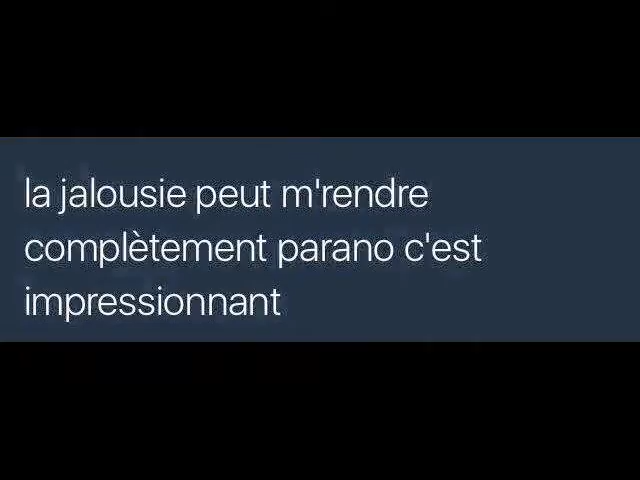 la jalousie peut m'rendre
complètement parano c'est
impressionnant